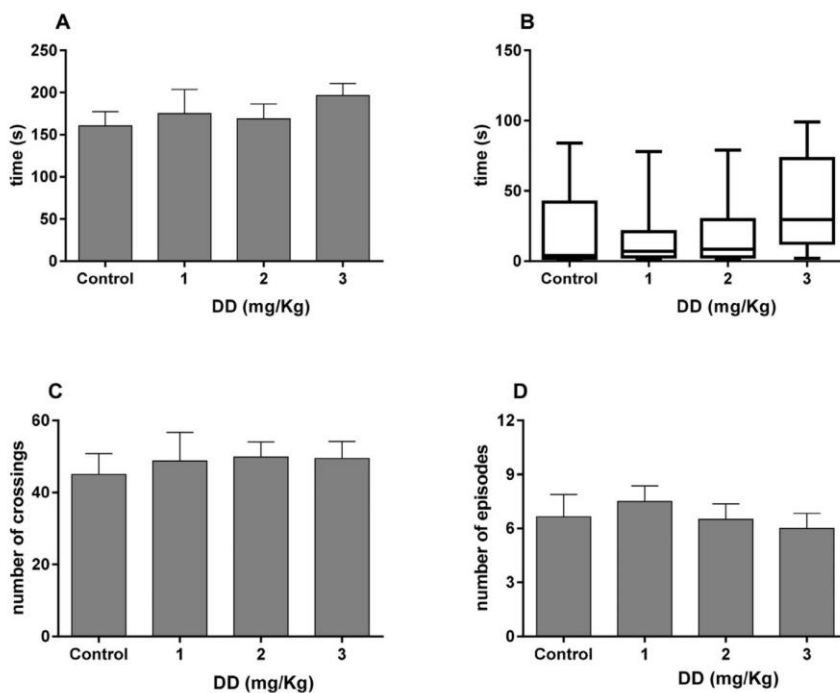 A
250
200
150
100
50
0
time (s)
Control 1 2 3
DD (mg/Kg)
B
150
100
50
0
time (s)
Control 1 2 3
DD (mg/Kg)
C
60
40
20
0
number of crossings
Control 1 2 3
DD (mg/Kg)
D
12
9
6
3
0
number of episodes
Control 1 2 3
DD (mg/Kg)